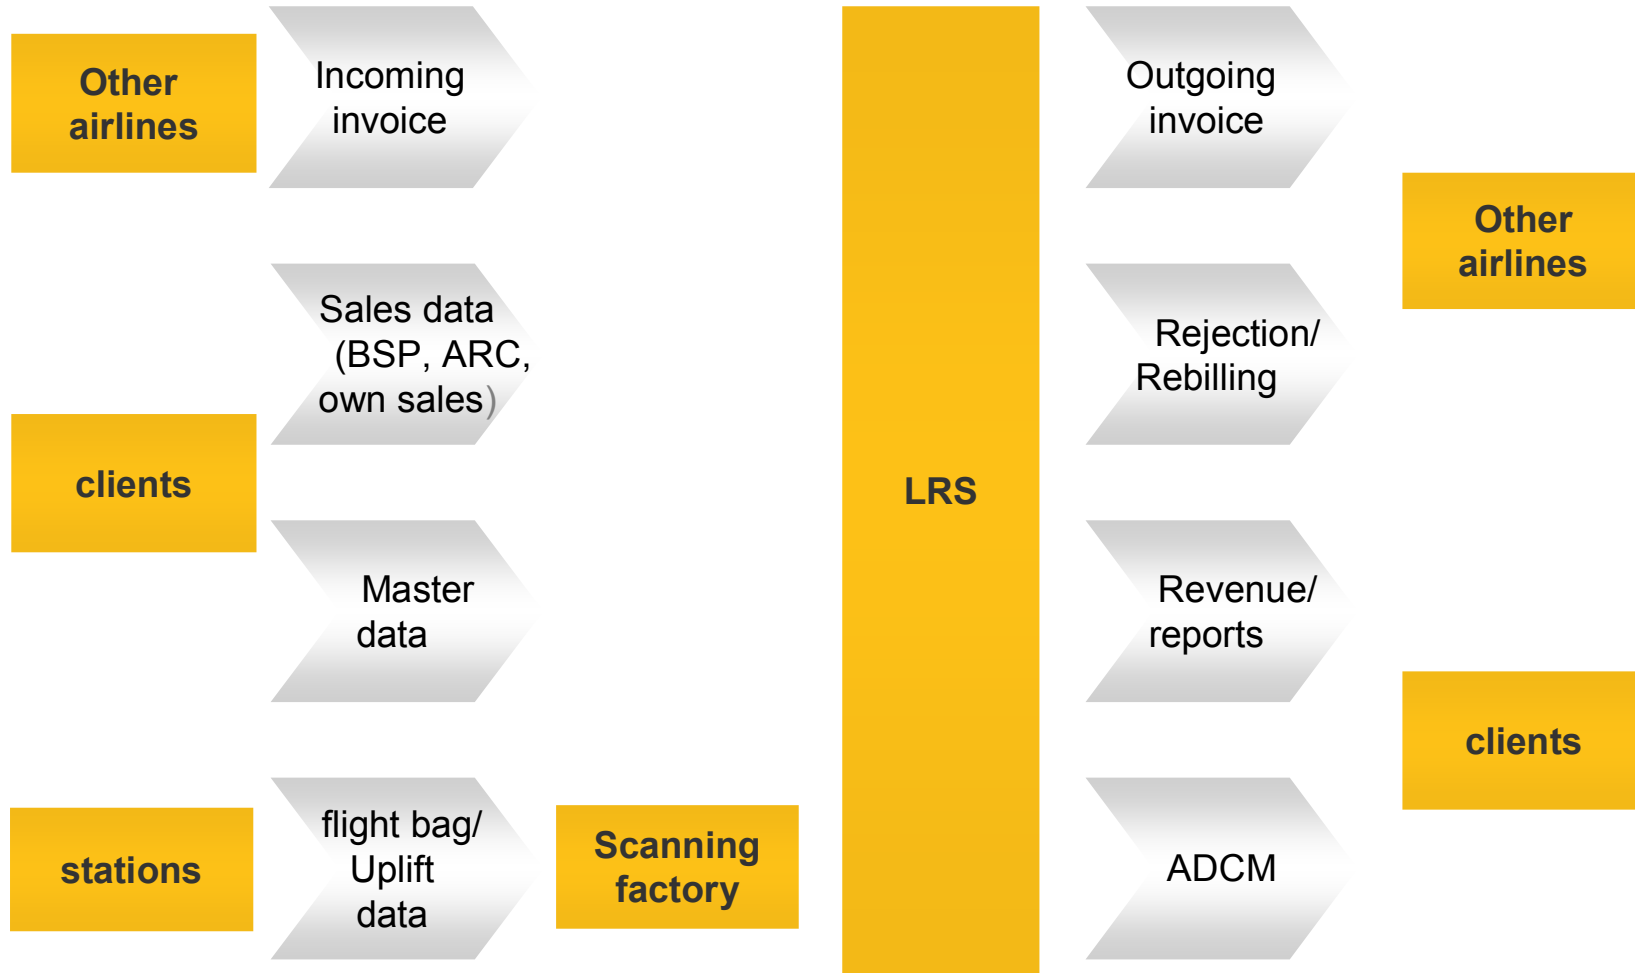 Other
airlines
Incoming
invoice
clients
Sales data
(BSP, ARC,
own sales)
Master
data
stations
flight bag/
Uplift
data
Scanning
factory
LRS
Outgoing
invoice
Rejection/
Rebilling
Other
airlines
Revenue/
reports
ADCM
clients